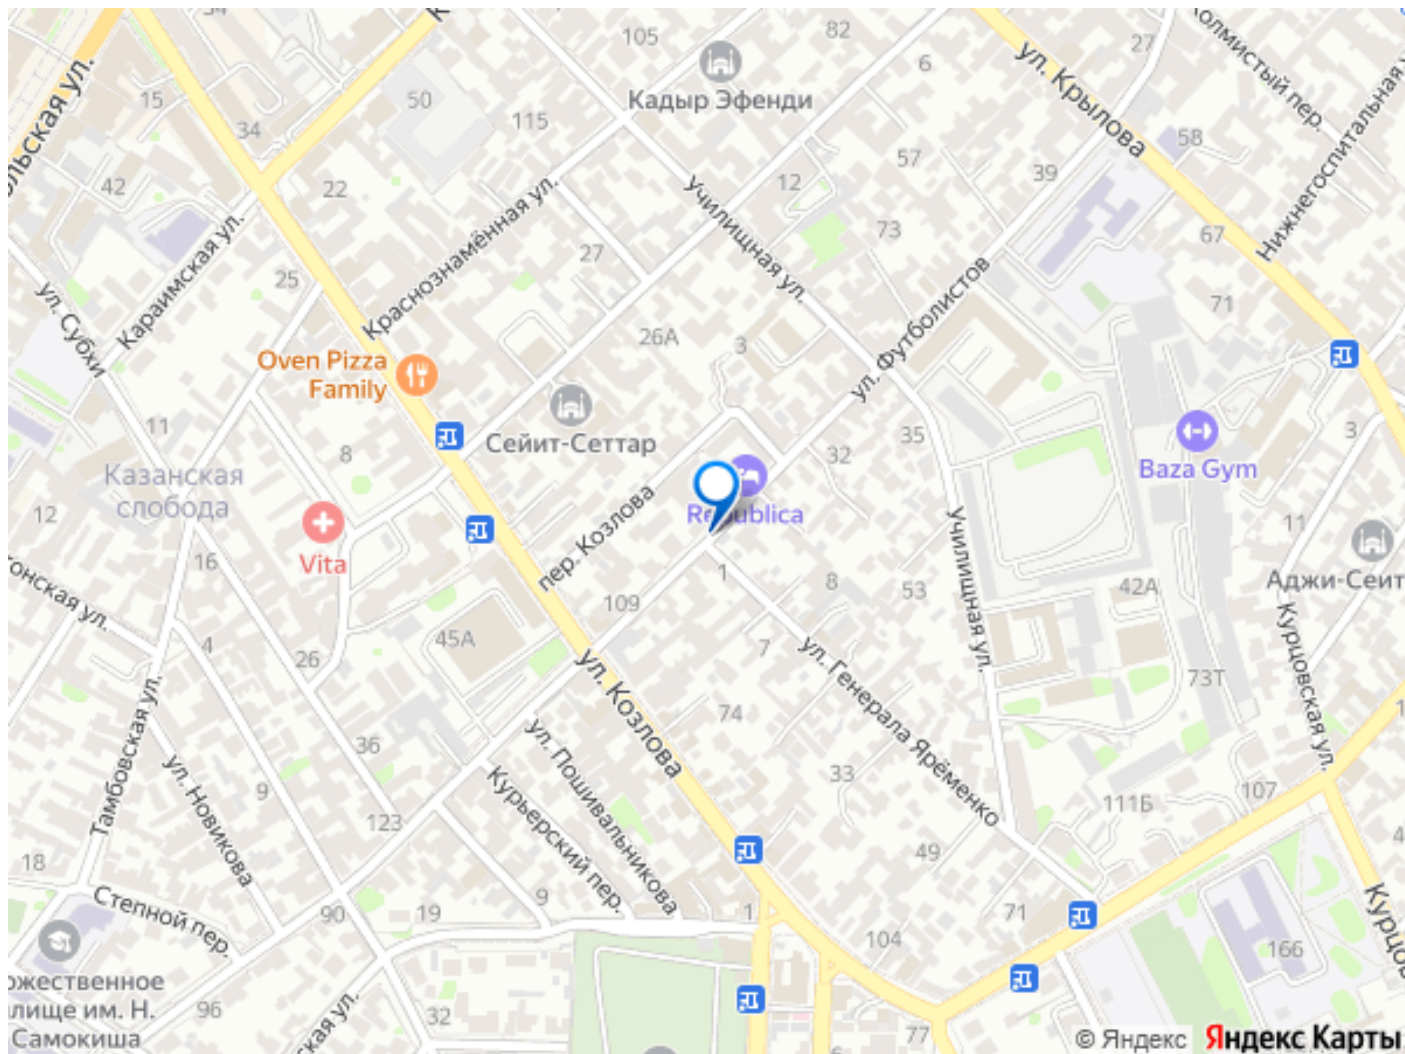 105
82
27
Холмистый пер.
ул. Крылова
6
Кадыр Эфенди
15
50
34
115
58
57
39
42
22
12
Училищная ул.
Нижнегоспитальная
73
67
Караимская ул.
Краснознамённая ул.
27
25
ул. Субхи
71
26А
3
ул. Футболистов
Oven Pizza
Family
Сейит-Сеттар
11
35
3
8
32
Baza Gym
Казанская
слобода
12
Republica
11
Vita
пер. Козлова
16
1
8
53
42А
Аджи-Сеит
109
Училищная ул.
Курцовская ул.
45А
4
7
26
ул. Козлова
ул. Генерала Ярёменко
73Т
74
Тамбовская ул.
36
ул. Новикова
9
ул. Пошивальникова
Курьерский пер.
33
107
111Б
123
18
49
Степной пер.
90
19
9
1
71
104
166
96
32
77
Самокиша
© Яндекс
Яндекс Карты